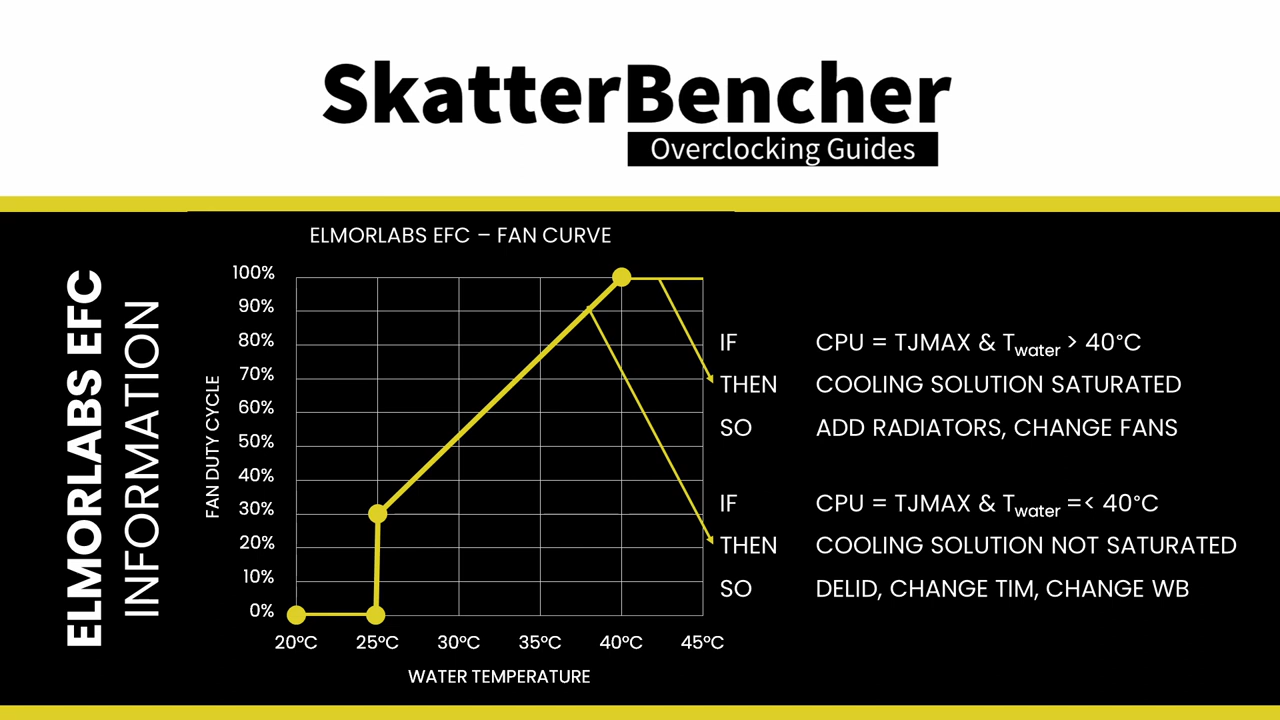 SkatterBencher
Overclocking Guides
ELMORLABS EFC
INFORMATION
ELMORLABS EFC – FAN CURVE
FAN DUTY CYCLE
100%
90%
80%
70%
60%
50%
40%
30%
20%
10%
0%
20°C 25°C 30°C 35°C 40°C 45°C
WATER TEMPERATURE
IF CPU = TJMAX & Twater > 40°C
THEN COOLING SOLUTION SATURATED
SO ADD RADIATORS, CHANGE FANS
IF CPU = TJMAX & Twater =< 40°C
THEN COOLING SOLUTION NOT SATURATED
SO DELID, CHANGE TIM, CHANGE WB